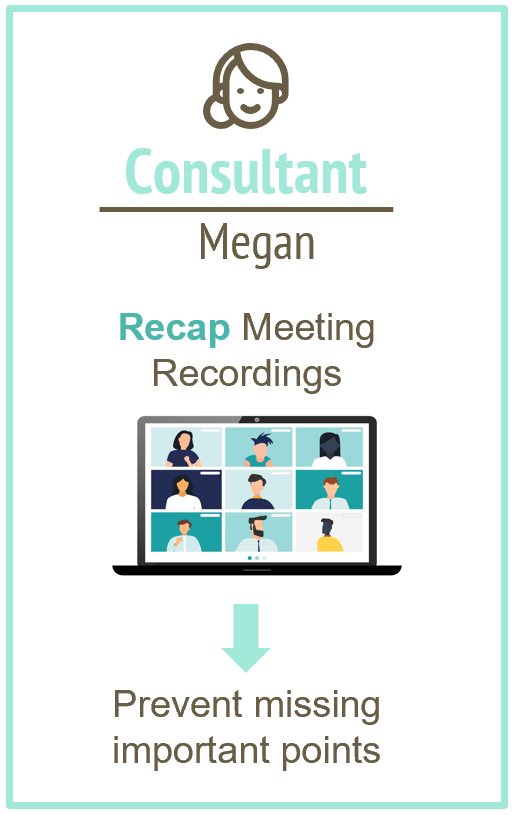 Consultant
Megan
Recap Meeting
Recordings
Prevent missing
important points